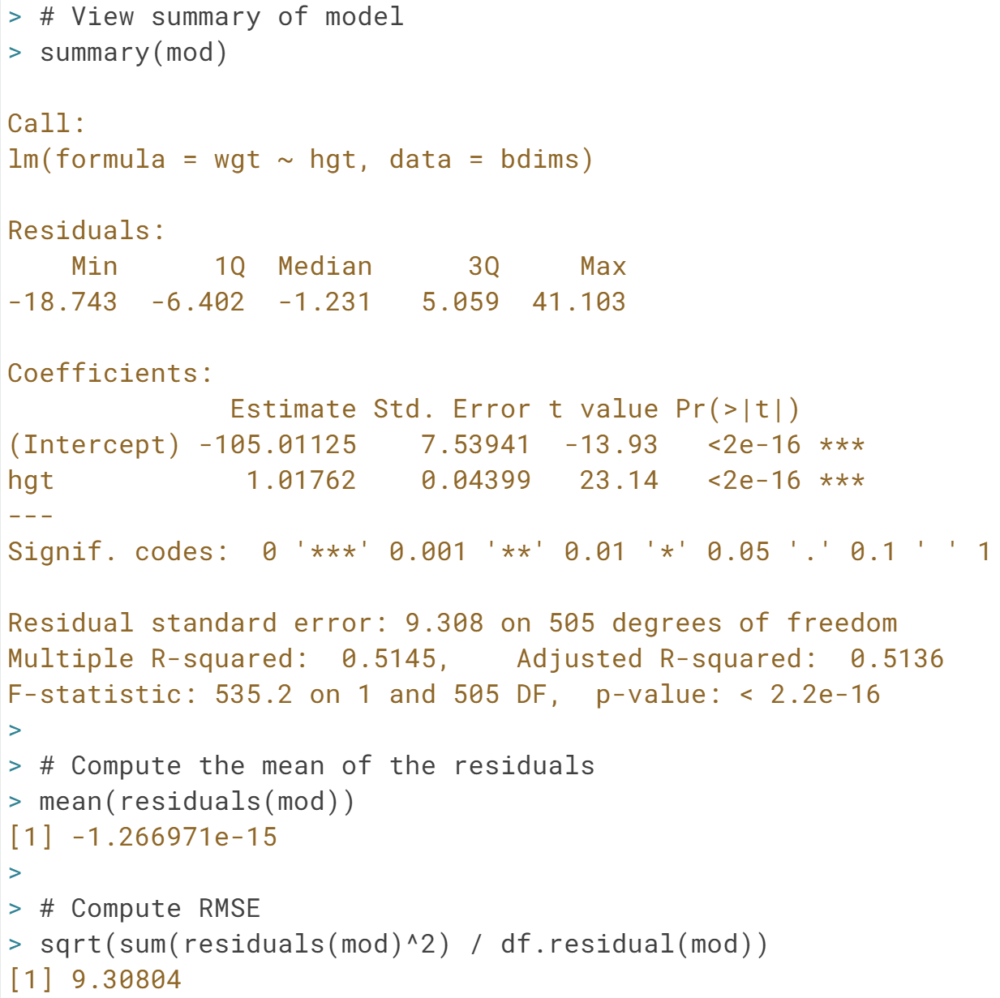 > # View summary of model
> summary(mod)

Call:
lm(formula = wgt ~ hgt, data = bdims)

Residuals:
    Min      1Q  Median      3Q     Max
-18.743  -6.402  -1.231   5.059  41.103

Coefficients:
              Estimate Std. Error t value Pr(>|t|)
(Intercept) -105.01125    7.53941  -13.93   <2e-16 ***
hgt            1.01762    0.04399   23.14   <2e-16 ***
---
Signif. codes:  0 '***' 0.001 '**' 0.01 '*' 0.05 '.' 0.1 ' ' 1

Residual standard error: 9.308 on 505 degrees of freedom
Multiple R-squared:  0.5145,    Adjusted R-squared:  0.5136
F-statistic: 535.2 on 1 and 505 DF,  p-value: < 2.2e-16
>
> # Compute the mean of the residuals
> mean(residuals(mod))
[1] -1.266971e-15
>
> # Compute RMSE
> sqrt(sum(residuals(mod)^2) / df.residual(mod))
[1] 9.30804